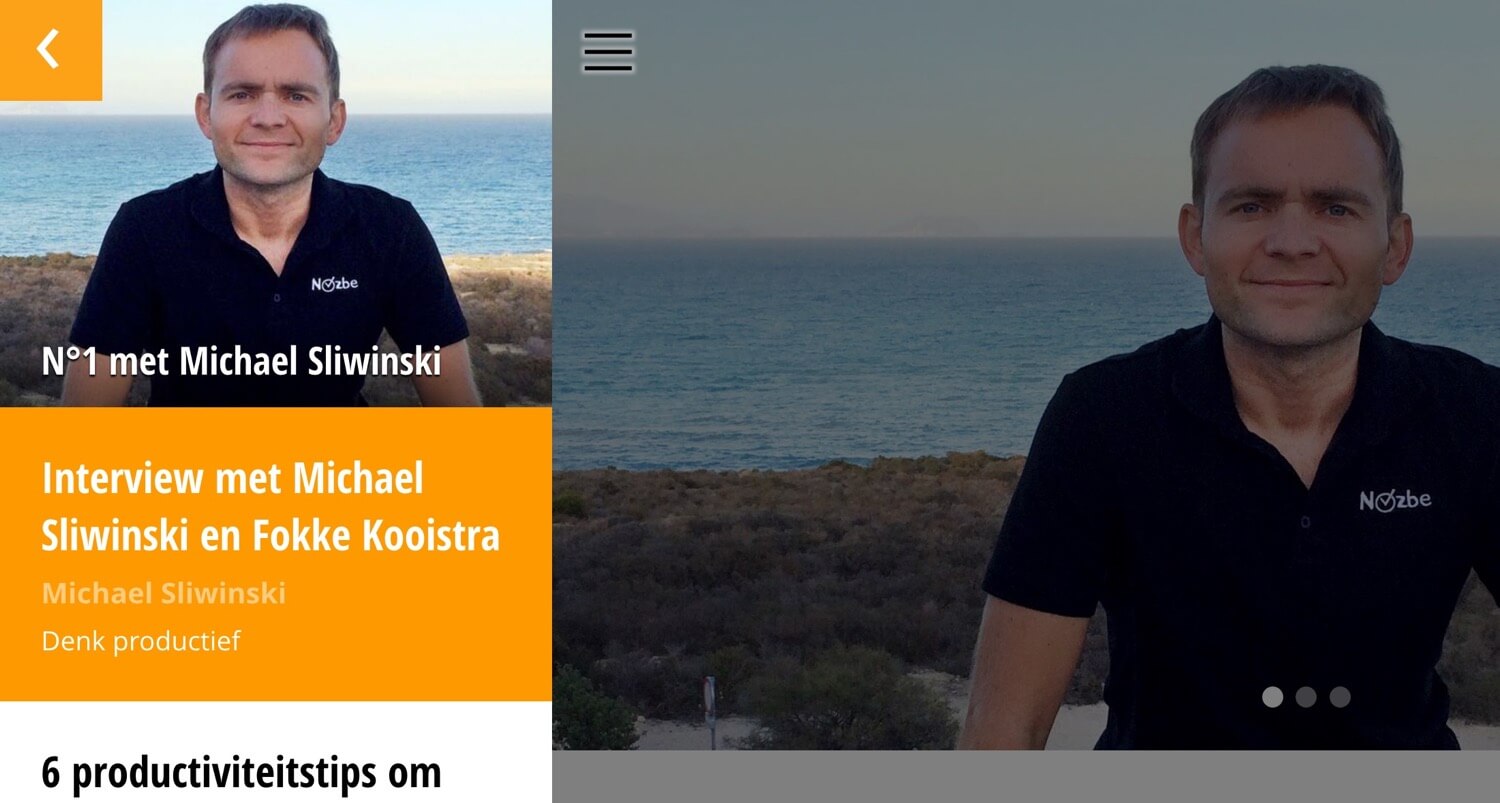 Nozbe
N°1 met Michael Sliwinski
Interview met Michael
Sliwinski en Fokke Kooistra
Michael Sliwinski
Denk productief
6 productiviteitstips om
Nozbe